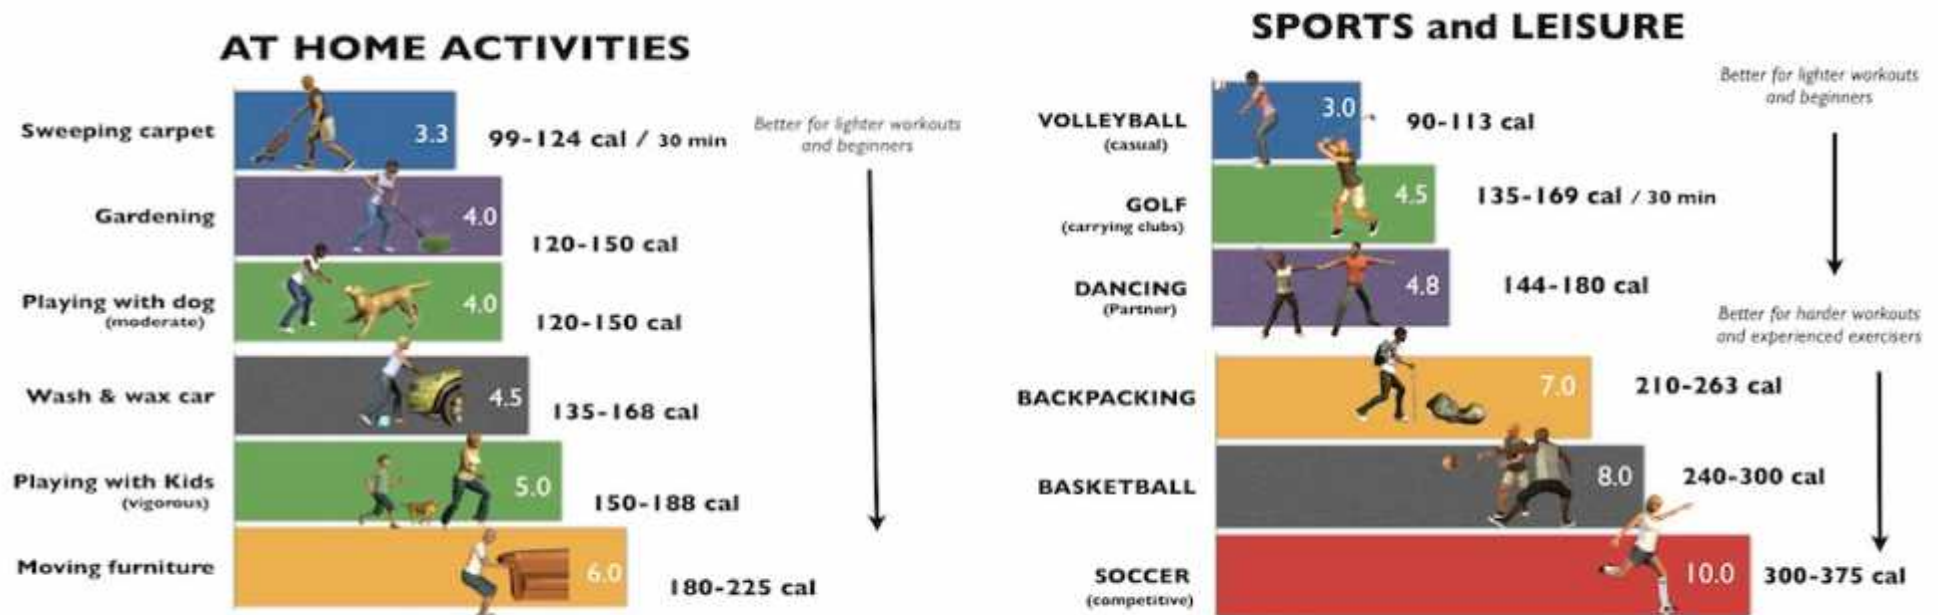 AT HOME ACTIVITIES
Sweeping carpet
3.3
99-124 cal / 30 min
Better for lighter workouts
and beginners
Gardening
4.0
120-150 cal
Playing with dog
(moderate)
4.0
120-150 cal
Wash & wax car
4.5
135-168 cal
Playing with Kids
(vigorous)
5.0
150-188 cal
Moving furniture
6.0
180-225 cal
SPORTS and LEISURE
VOLLEYBALL
(casual)
3.0
90-113 cal
Better for lighter workouts
and beginners
GOLF
(carrying clubs)
4.5
135-169 cal / 30 min
DANCING
(Partner)
4.8
144-180 cal
Better for harder workouts
and experienced exercisers
BACKPACKING
7.0
210-263 cal
BASKETBALL
8.0
240-300 cal
SOCCER
(competitive)
10.0
300-375 cal